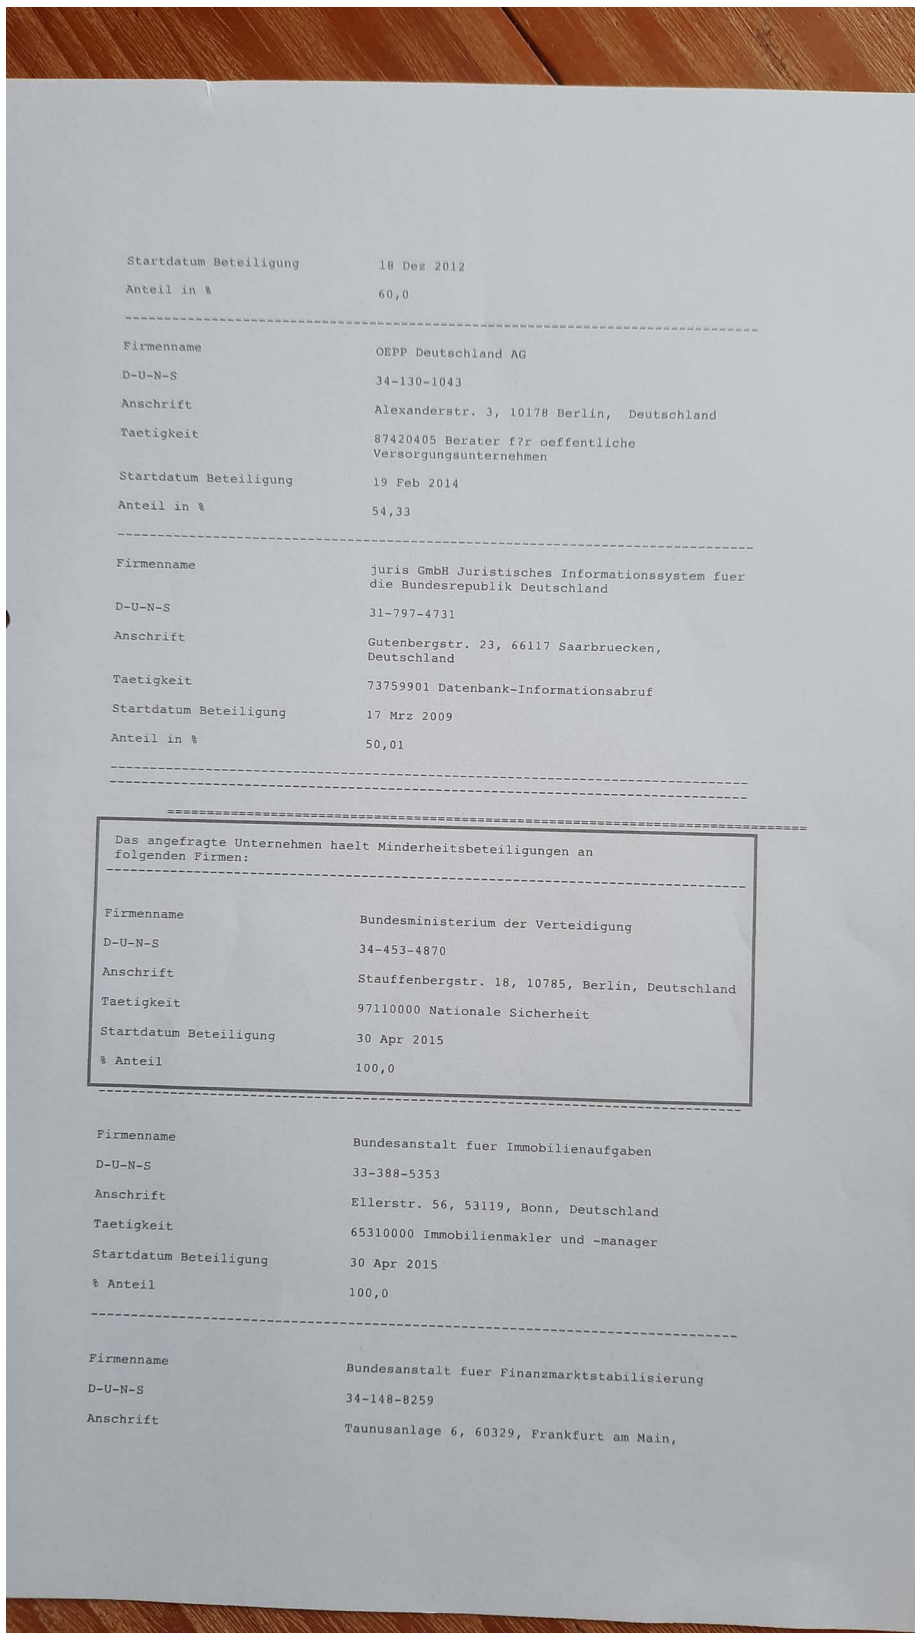 Startdatum Beteiligung 18 Dez 2012
Anteil in % 60,0
Firmenname OEPP Deutschland AG
D-U-N-S 34-130-1043
Anschrift Alexanderstr. 3, 10178 Berlin, Deutschland
Taetigkeit 87420405 Berater f?r oeffentliche
Versorgungsunternehmen
Startdatum Beteiligung 19 Feb 2014
Anteil in % 54,33
Firmenname juris GmbH Juristisches Informationssystem fuer
die Bundesrepublik Deutschland
D-U-N-S 31-797-4731
Anschrift Gutenbergstr. 23, 66117 Saarbruecken,
Deutschland
Taetigkeit 73759901 Datenbank-Informationsabruf
Startdatum Beteiligung 17 Mrz 2009
Anteil in % 50,01
Das angefragte Unternehmen haelt Minderheitsbeteiligungen an
folgenden Firmen:
Firmenname Bundesministerium der Verteidigung
D-U-N-S 34-453-4870
Anschrift Stauffenbergstr. 18, 10785, Berlin, Deutschland
Taetigkeit 97110000 Nationale Sicherheit
Startdatum Beteiligung 30 Apr 2015
% Anteil 100,0
Firmenname Bundesanstalt fuer Immobilienaufgaben
D-U-N-S 33-388-5353
Anschrift Ellerstr. 56, 53119, Bonn, Deutschland
Taetigkeit 65310000 Immobilienmakler und -manager
Startdatum Beteiligung 30 Apr 2015
% Anteil 100,0
Firmenname Bundesanstalt fuer Finanzmarktstabilisierung
D-U-N-S 34-148-8259
Anschrift Taunusanlage 6, 60329, Frankfurt am Main,